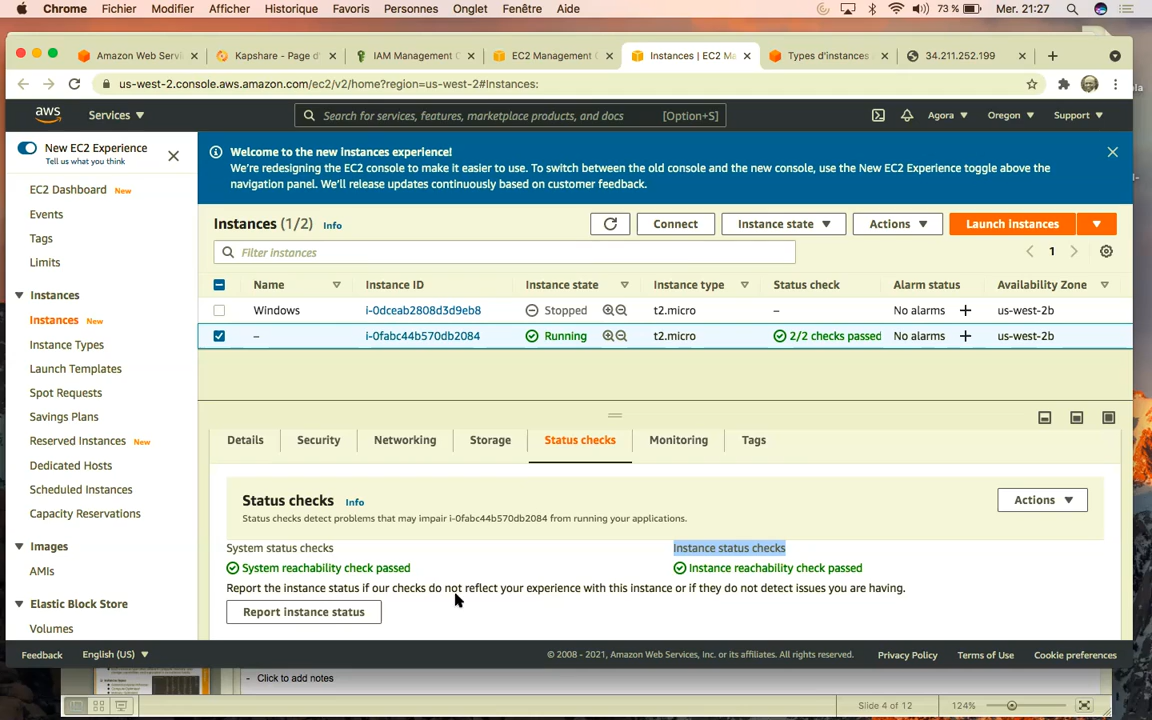 Chrome Fichier Modifier Afficher Historique Favoris Personnes Onglet Fenêtre Aide 73 % Mer. 21:27
Amazon Web Servi Kapshare - Page d' IAM Management C EC2 Management C Instances | EC2 Ma Types d'instances 34.211.252.199
us-west-2.console.aws.amazon.com/ec2/v2/home?region=us-west-2#Instances:
aws Services Search for services, features, marketplace products, and docs [Option+S] Agora Oregon Support
New EC2 Experience
Tell us what you think
EC2 Dashboard New
Events
Tags
Limits
Instances
Instances New
Instance Types
Launch Templates
Spot Requests
Savings Plans
Reserved Instances New
Dedicated Hosts
Scheduled Instances
Capacity Reservations
Images
AMIs
Elastic Block Store
Volumes
Welcome to the new instances experience!
We're redesigning the EC2 console to make it easier to use. To switch between the old console and the new console, use the New EC2 Experience toggle above the
navigation panel. We'll release updates continuously based on customer feedback.
Instances (1/2) Info Connect Instance state Actions Launch instances
Filter instances 1
Name Instance ID Instance state Instance type Status check Alarm status Availability Zone
Windows i-0dceab2808d3d9eb8 Stopped t2.micro – No alarms us-west-2b
– i-0fabc44b570db2084 Running t2.micro 2/2 checks passed No alarms us-west-2b
Details Security Networking Storage Status checks Monitoring Tags
Status checks Info Actions
Status checks detect problems that may impair i-0fabc44b570db2084 from running your applications.
System status checks Instance status checks
System reachability check passed Instance reachability check passed
Report the instance status if our checks do not reflect your experience with this instance or if they do not detect issues you are having.
Report instance status
Feedback English (US) © 2008 - 2021, Amazon Web Services, Inc. or its affiliates. All rights reserved. Privacy Policy Terms of Use Cookie preferences
- Click to add notes
Slide 4 of 12 124%